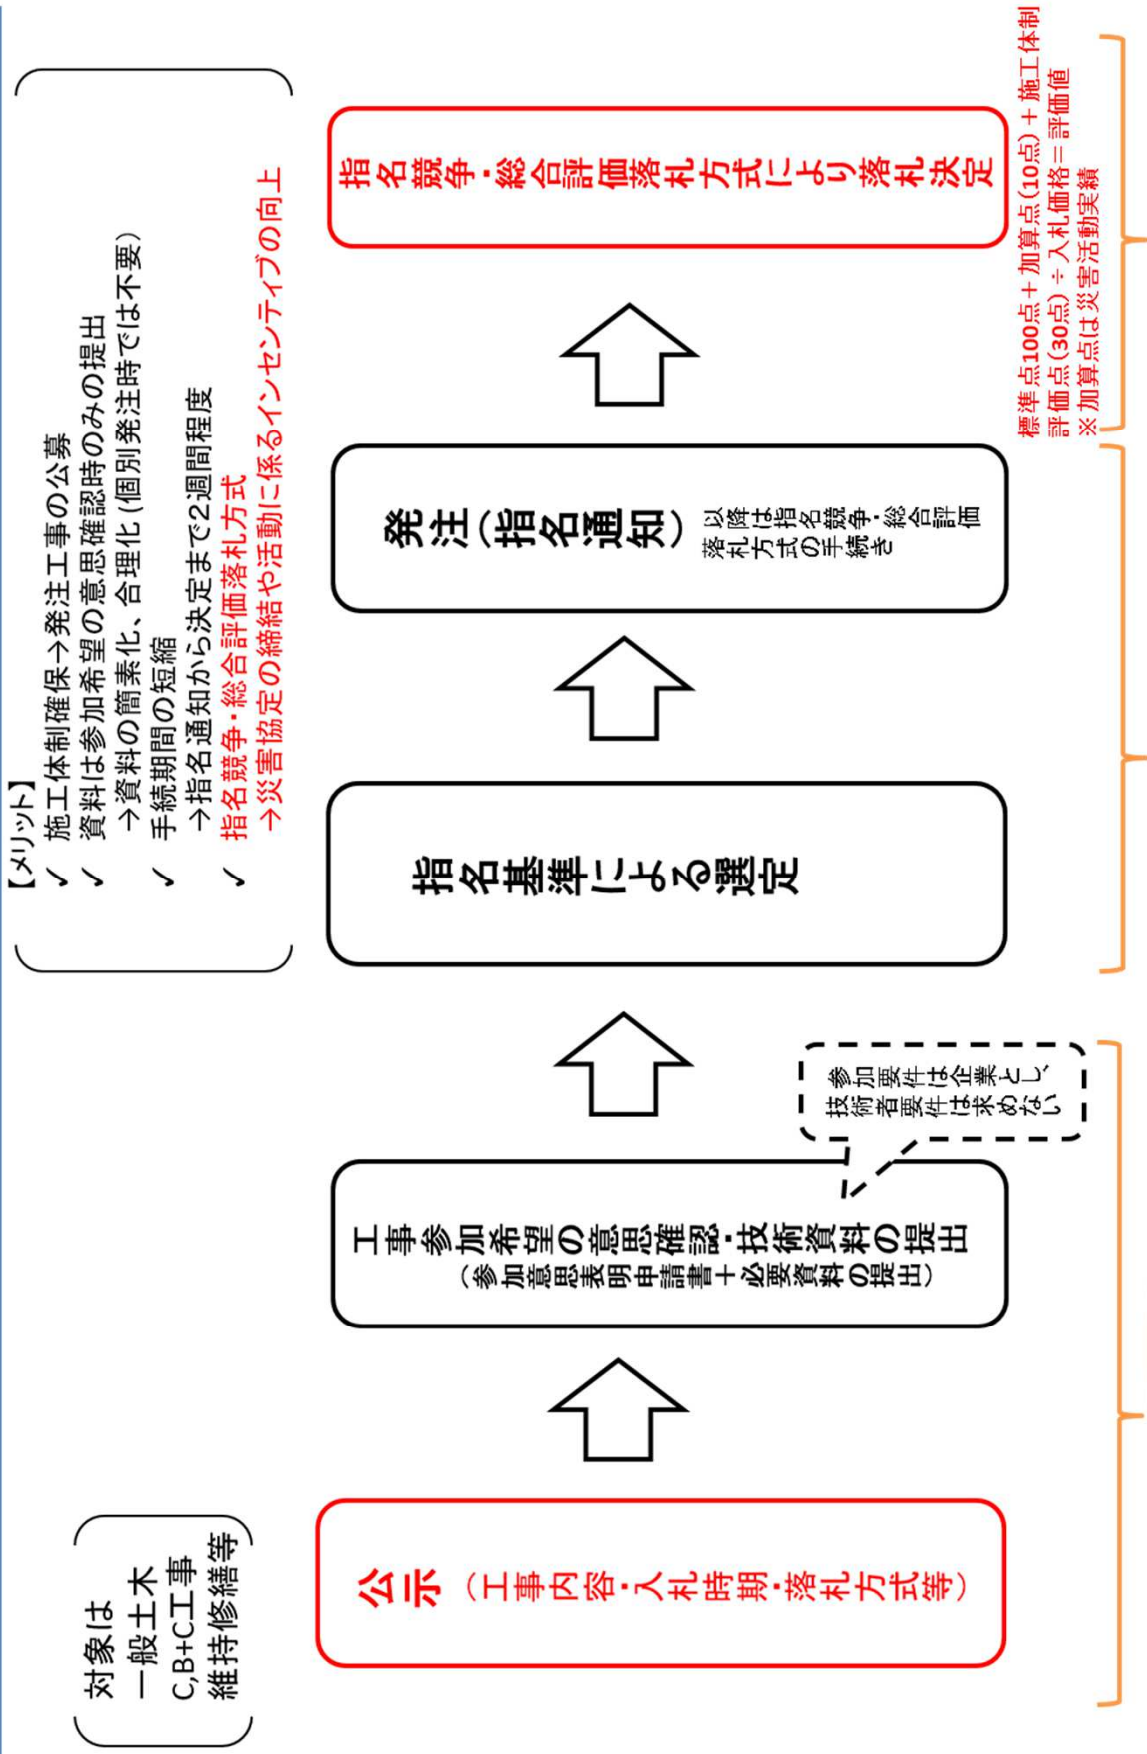 対象は
一般土木
C,B+C工事
維持修繕等
【メリット】
✓ 施工体制確保→発注工事の公募
✓ 資料は参加希望の意思確認時のみの提出
→資料の簡素化、合理化(個別発注時では不要)
✓ 手続期間の短縮
→指名通知から決定まで2週間程度
✓ 指名競争・総合評価落札方式
→災害協定の締結や活動に係るインセンティブの向上
公示(工事内容・入札時期・落札方式等)
工事参加希望の意思確認・技術資料の提出
(参加意思表明申請書+必要資料の提出)
参加要件は企業とし、
技術者要件は求めない
指名基準による選定
発注(指名通知)
以降は指名競争・総合評価
落札方式の手続き
指名競争・総合評価落札方式により落札決定
標準点100点+加算点(10点)+施工体制
評価点(30点)÷入札価格=評価値
※加算点は災害活動実績